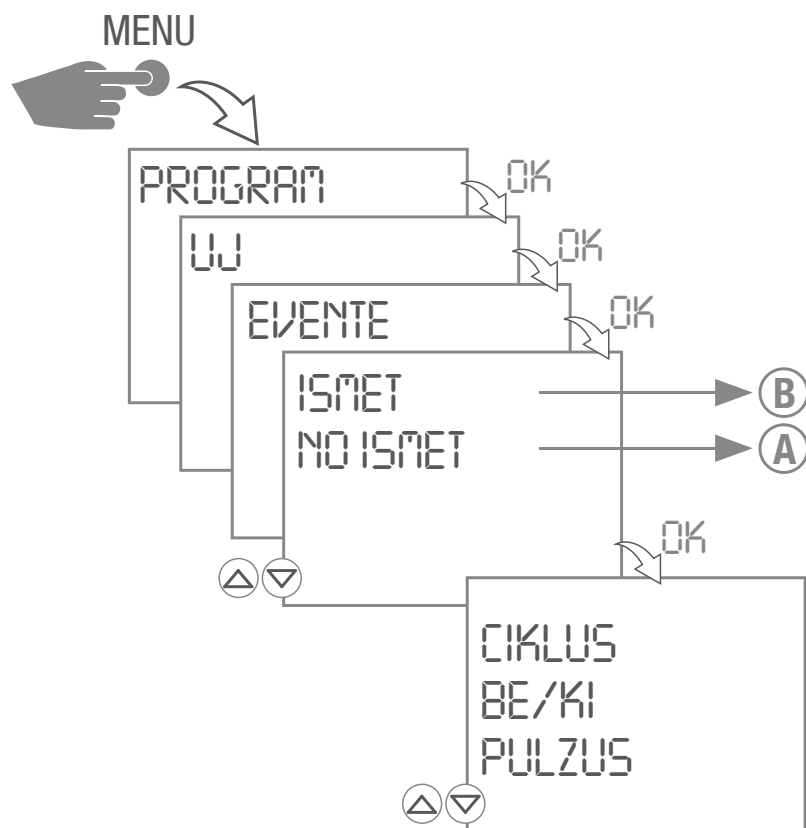 MENU
PROGRAM
OK
UJ
OK
EVENTE
OK
ISMET
B
NO ISMET
A
OK
CIKLUS
BE/KI
PULZUS